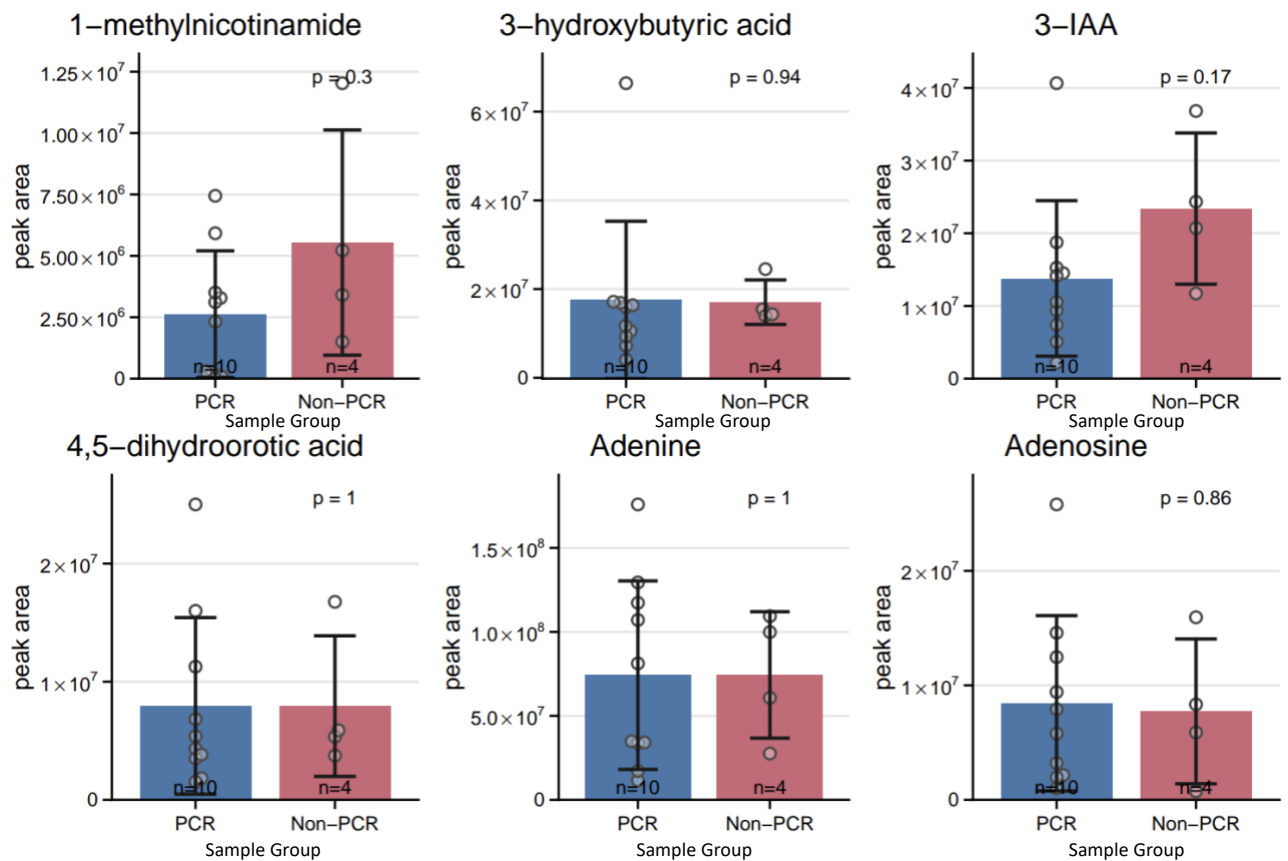 1−methylnicotinamide
p = 0.3
1.25×10⁷
1.00×10⁷
7.50×10⁶
5.00×10⁶
2.50×10⁶
0
peak area
n=10
n=4
PCR
Non−PCR
Sample Group
3−hydroxybutyric acid
p = 0.94
6×10⁷
4×10⁷
2×10⁷
0
peak area
n=10
n=4
PCR
Non−PCR
Sample Group
3−IAA
p = 0.17
4×10⁷
3×10⁷
2×10⁷
1×10⁷
0
peak area
n=10
n=4
PCR
Non−PCR
Sample Group
4,5−dihydroorotic acid
p = 1
2×10⁷
1×10⁷
0
peak area
n=10
n=4
PCR
Non−PCR
Sample Group
Adenine
p = 1
1.5×10⁸
1.0×10⁸
5.0×10⁷
0
peak area
n=10
n=4
PCR
Non−PCR
Sample Group
Adenosine
p = 0.86
2×10⁷
1×10⁷
0
peak area
n=10
n=4
PCR
Non−PCR
Sample Group